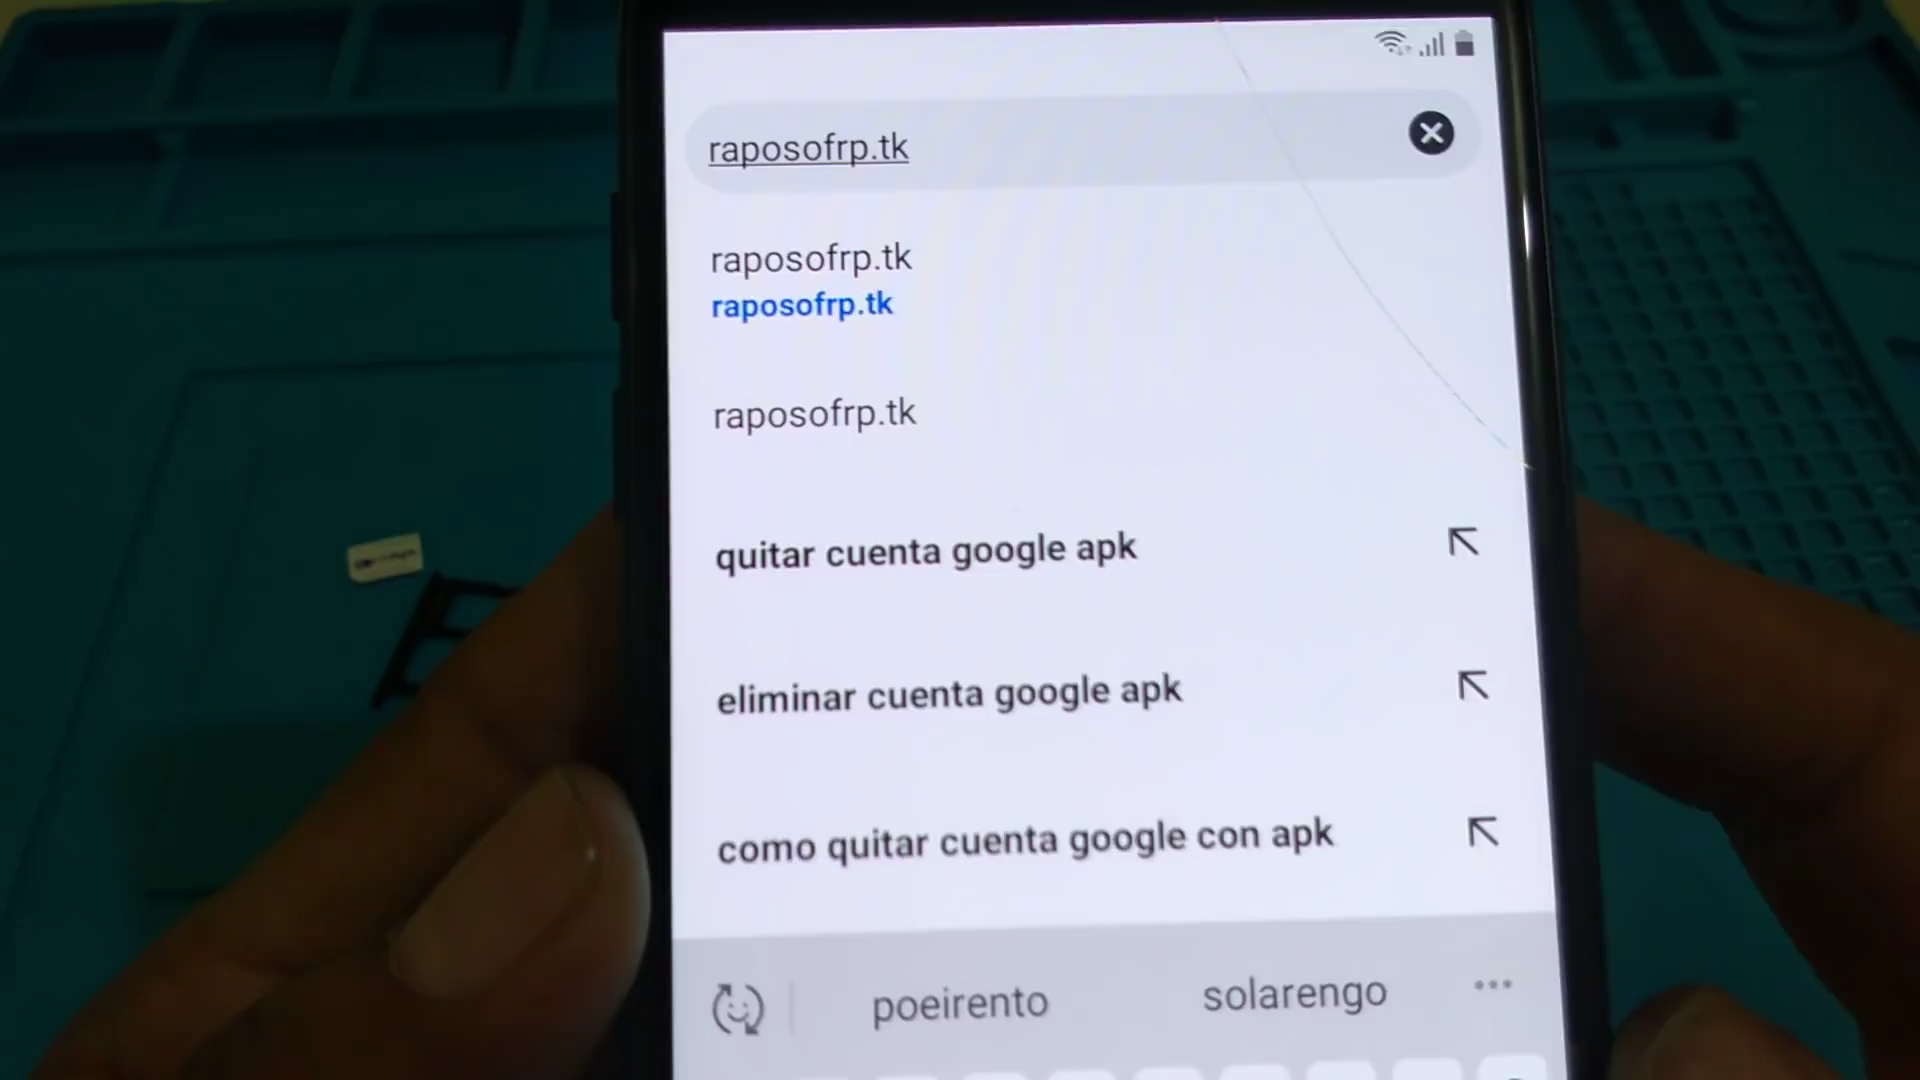 raposofrp.tk
raposofrp.tk
raposofrp.tk
raposofrp.tk
quitar cuenta google apk
eliminar cuenta google apk
como quitar cuenta google con apk
poeirento solarengo